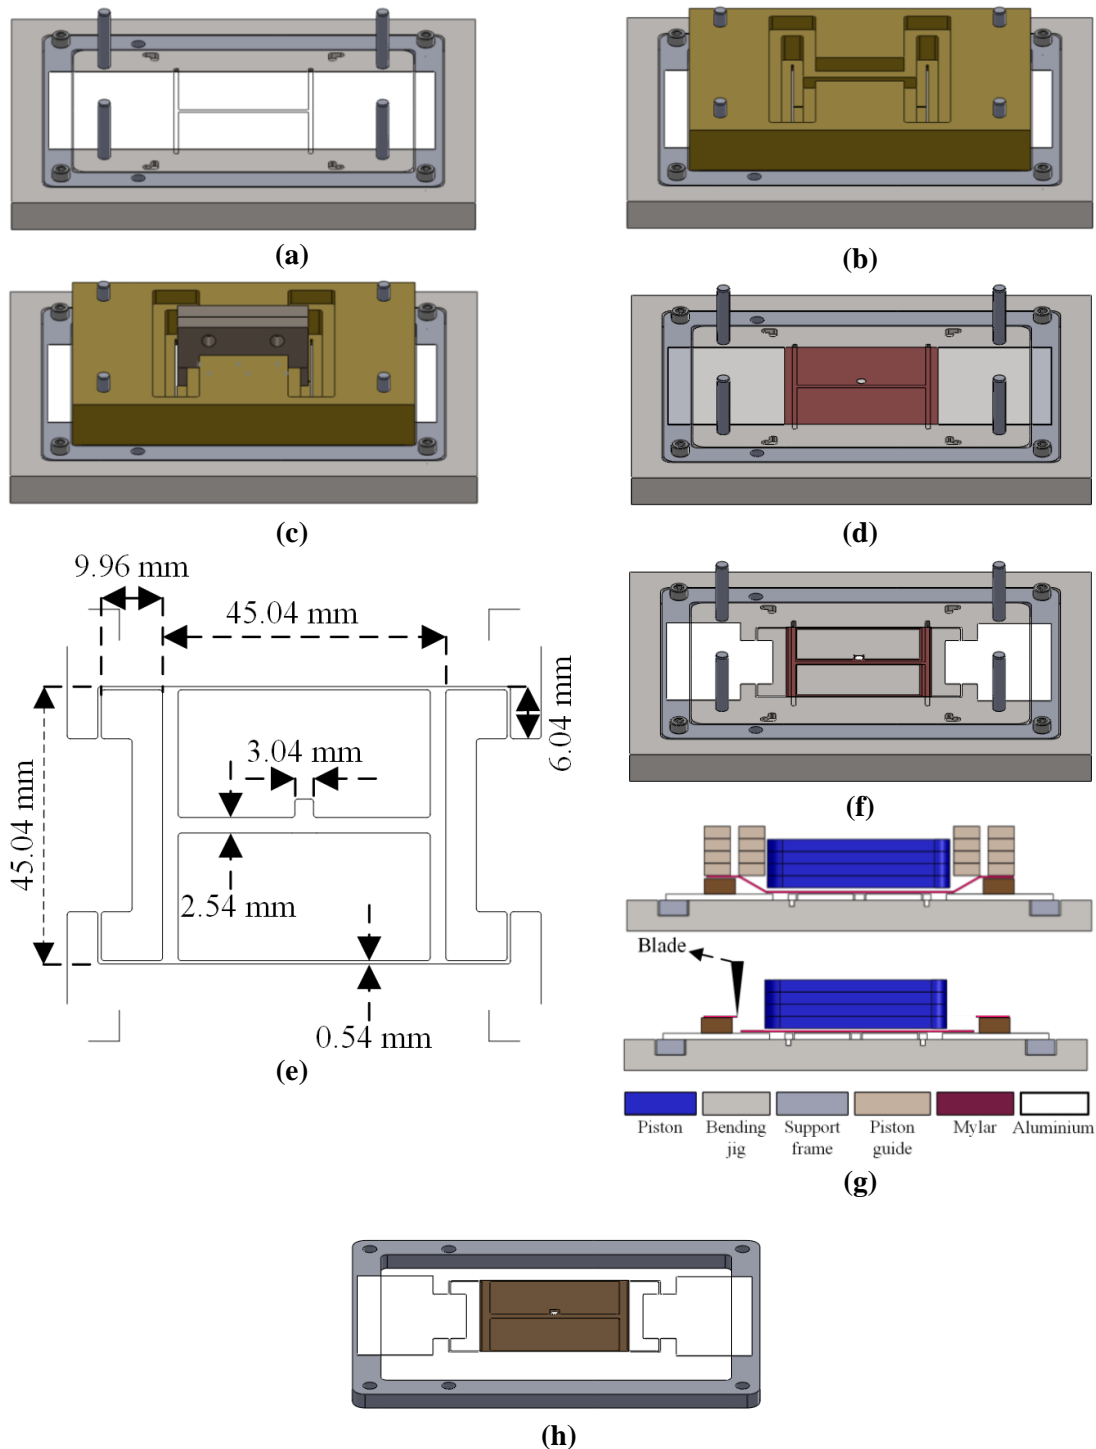 (a)
(b)
(c)
(d)
9.96 mm
45.04 mm
6.04 mm
3.04 mm
45.04 mm
2.54 mm
0.54 mm
(e)
(f)
Blade
Piston
Bending
jig
Support
frame
Piston
guide
Mylar
Aluminium
(g)
(h)